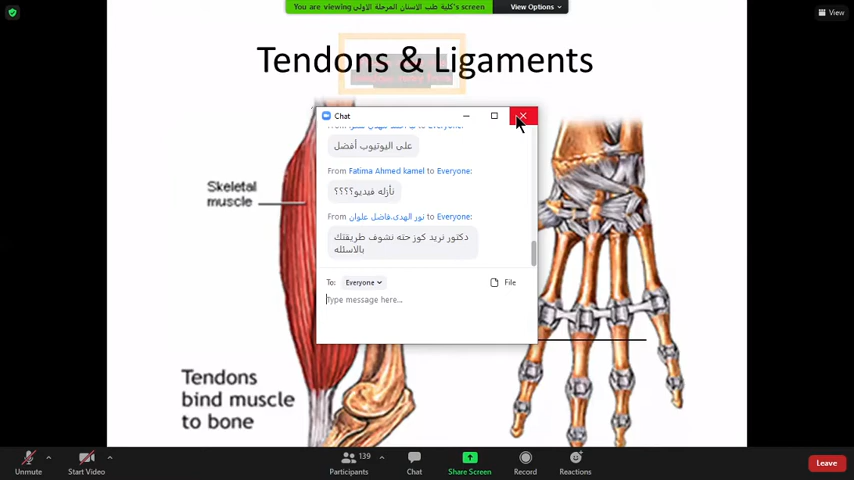 You are viewing كلية طب الاسنان المرحلة الاولى's screen
View Options
View
Tendons & Ligaments
Chat
to Everyone:
على اليوتيوب أفضل
From Fatima Ahmed kamel to Everyone:
نأزله فيديو؟؟؟؟
From نور الهدى.فاضل علوان to Everyone:
دكتور نريد كوز حته نشوف طريقتك
بالاسئله
To: Everyone
File
Type message here...
Skeletal
muscle
Tendons
bind muscle
to bone
Unmute
Start Video
139
Participants
Chat
Share Screen
Record
Reactions
Leave